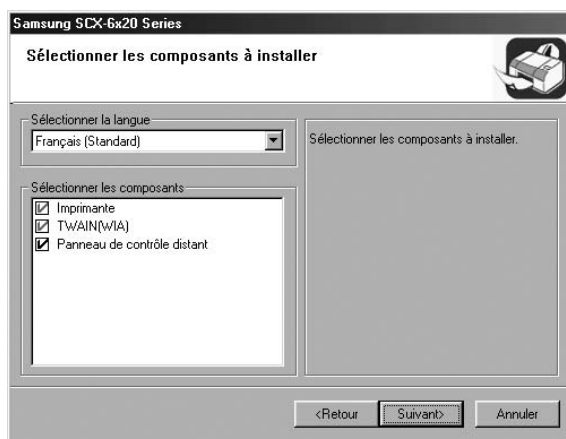 Samsung SCX-6x20 Series
Sélectionner les composants à installer
Sélectionner la langue
Français (Standard)
Sélectionner les composants à installer.
Sélectionner les composants
Imprimante
TWAIN(WIA)
Panneau de contrôle distant
<Retour
Suivant>
Annuler